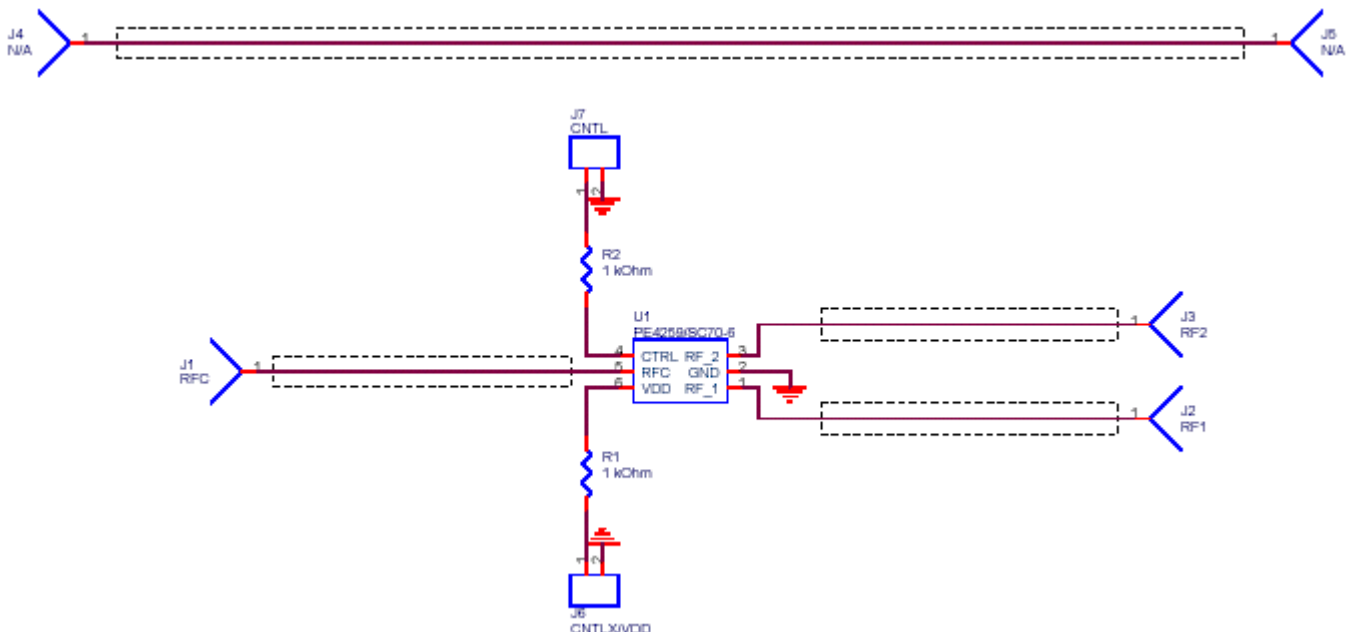 J4
N/A
1
1
J5
N/A
J7
CNTL
1
2
R2
1 kOhm
U1
PE4259/SC70-6
J1
RFC
1
4
CTRL
RF_2
3
5
RFC
GND
2
6
VDD
RF_1
1
1
J3
RF2
1
J2
RF1
R1
1 kOhm
1
2
J6
CNTLX/VDD